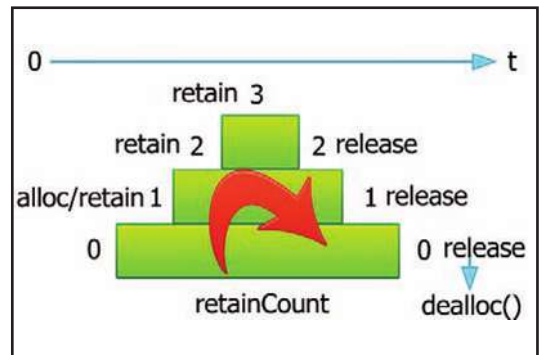 0 t
retain 3
retain 2 2 release
alloc/retain 1 1 release
0 0 release
retainCount dealloc()